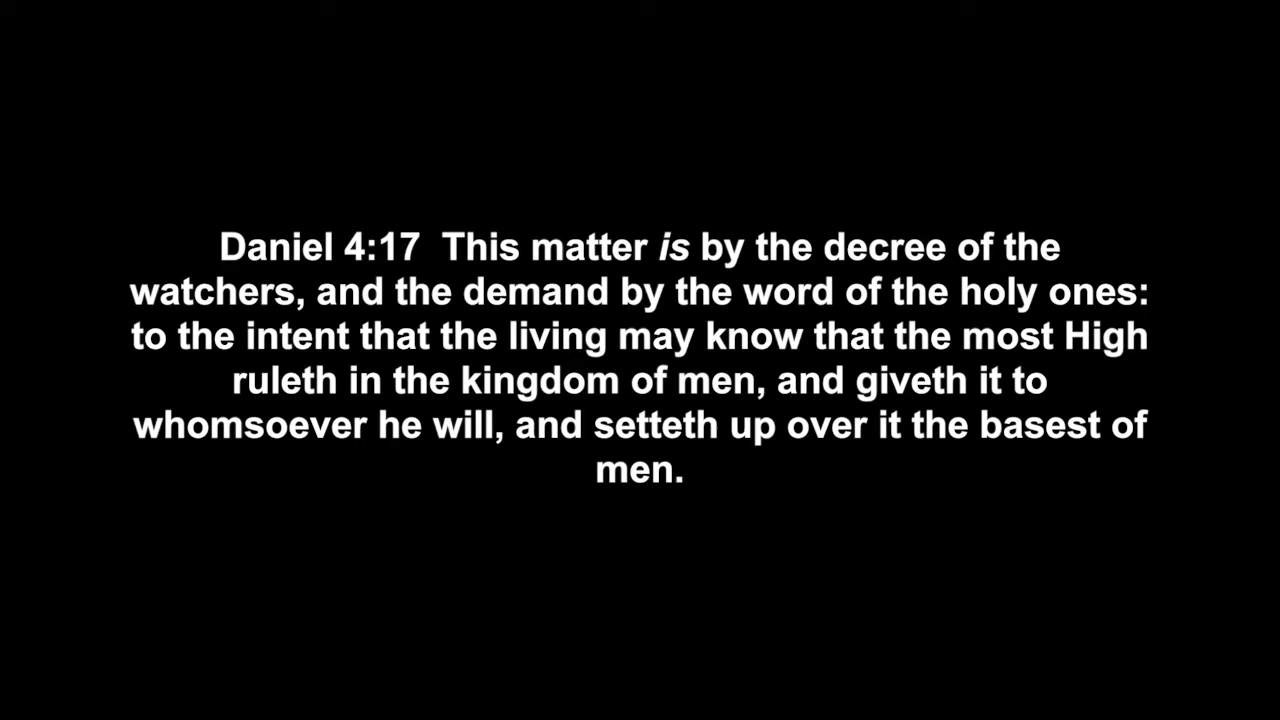 Daniel 4:17  This matter is by the decree of the
watchers, and the demand by the word of the holy ones:
to the intent that the living may know that the most High
ruleth in the kingdom of men, and giveth it to
whomsoever he will, and setteth up over it the basest of
men.